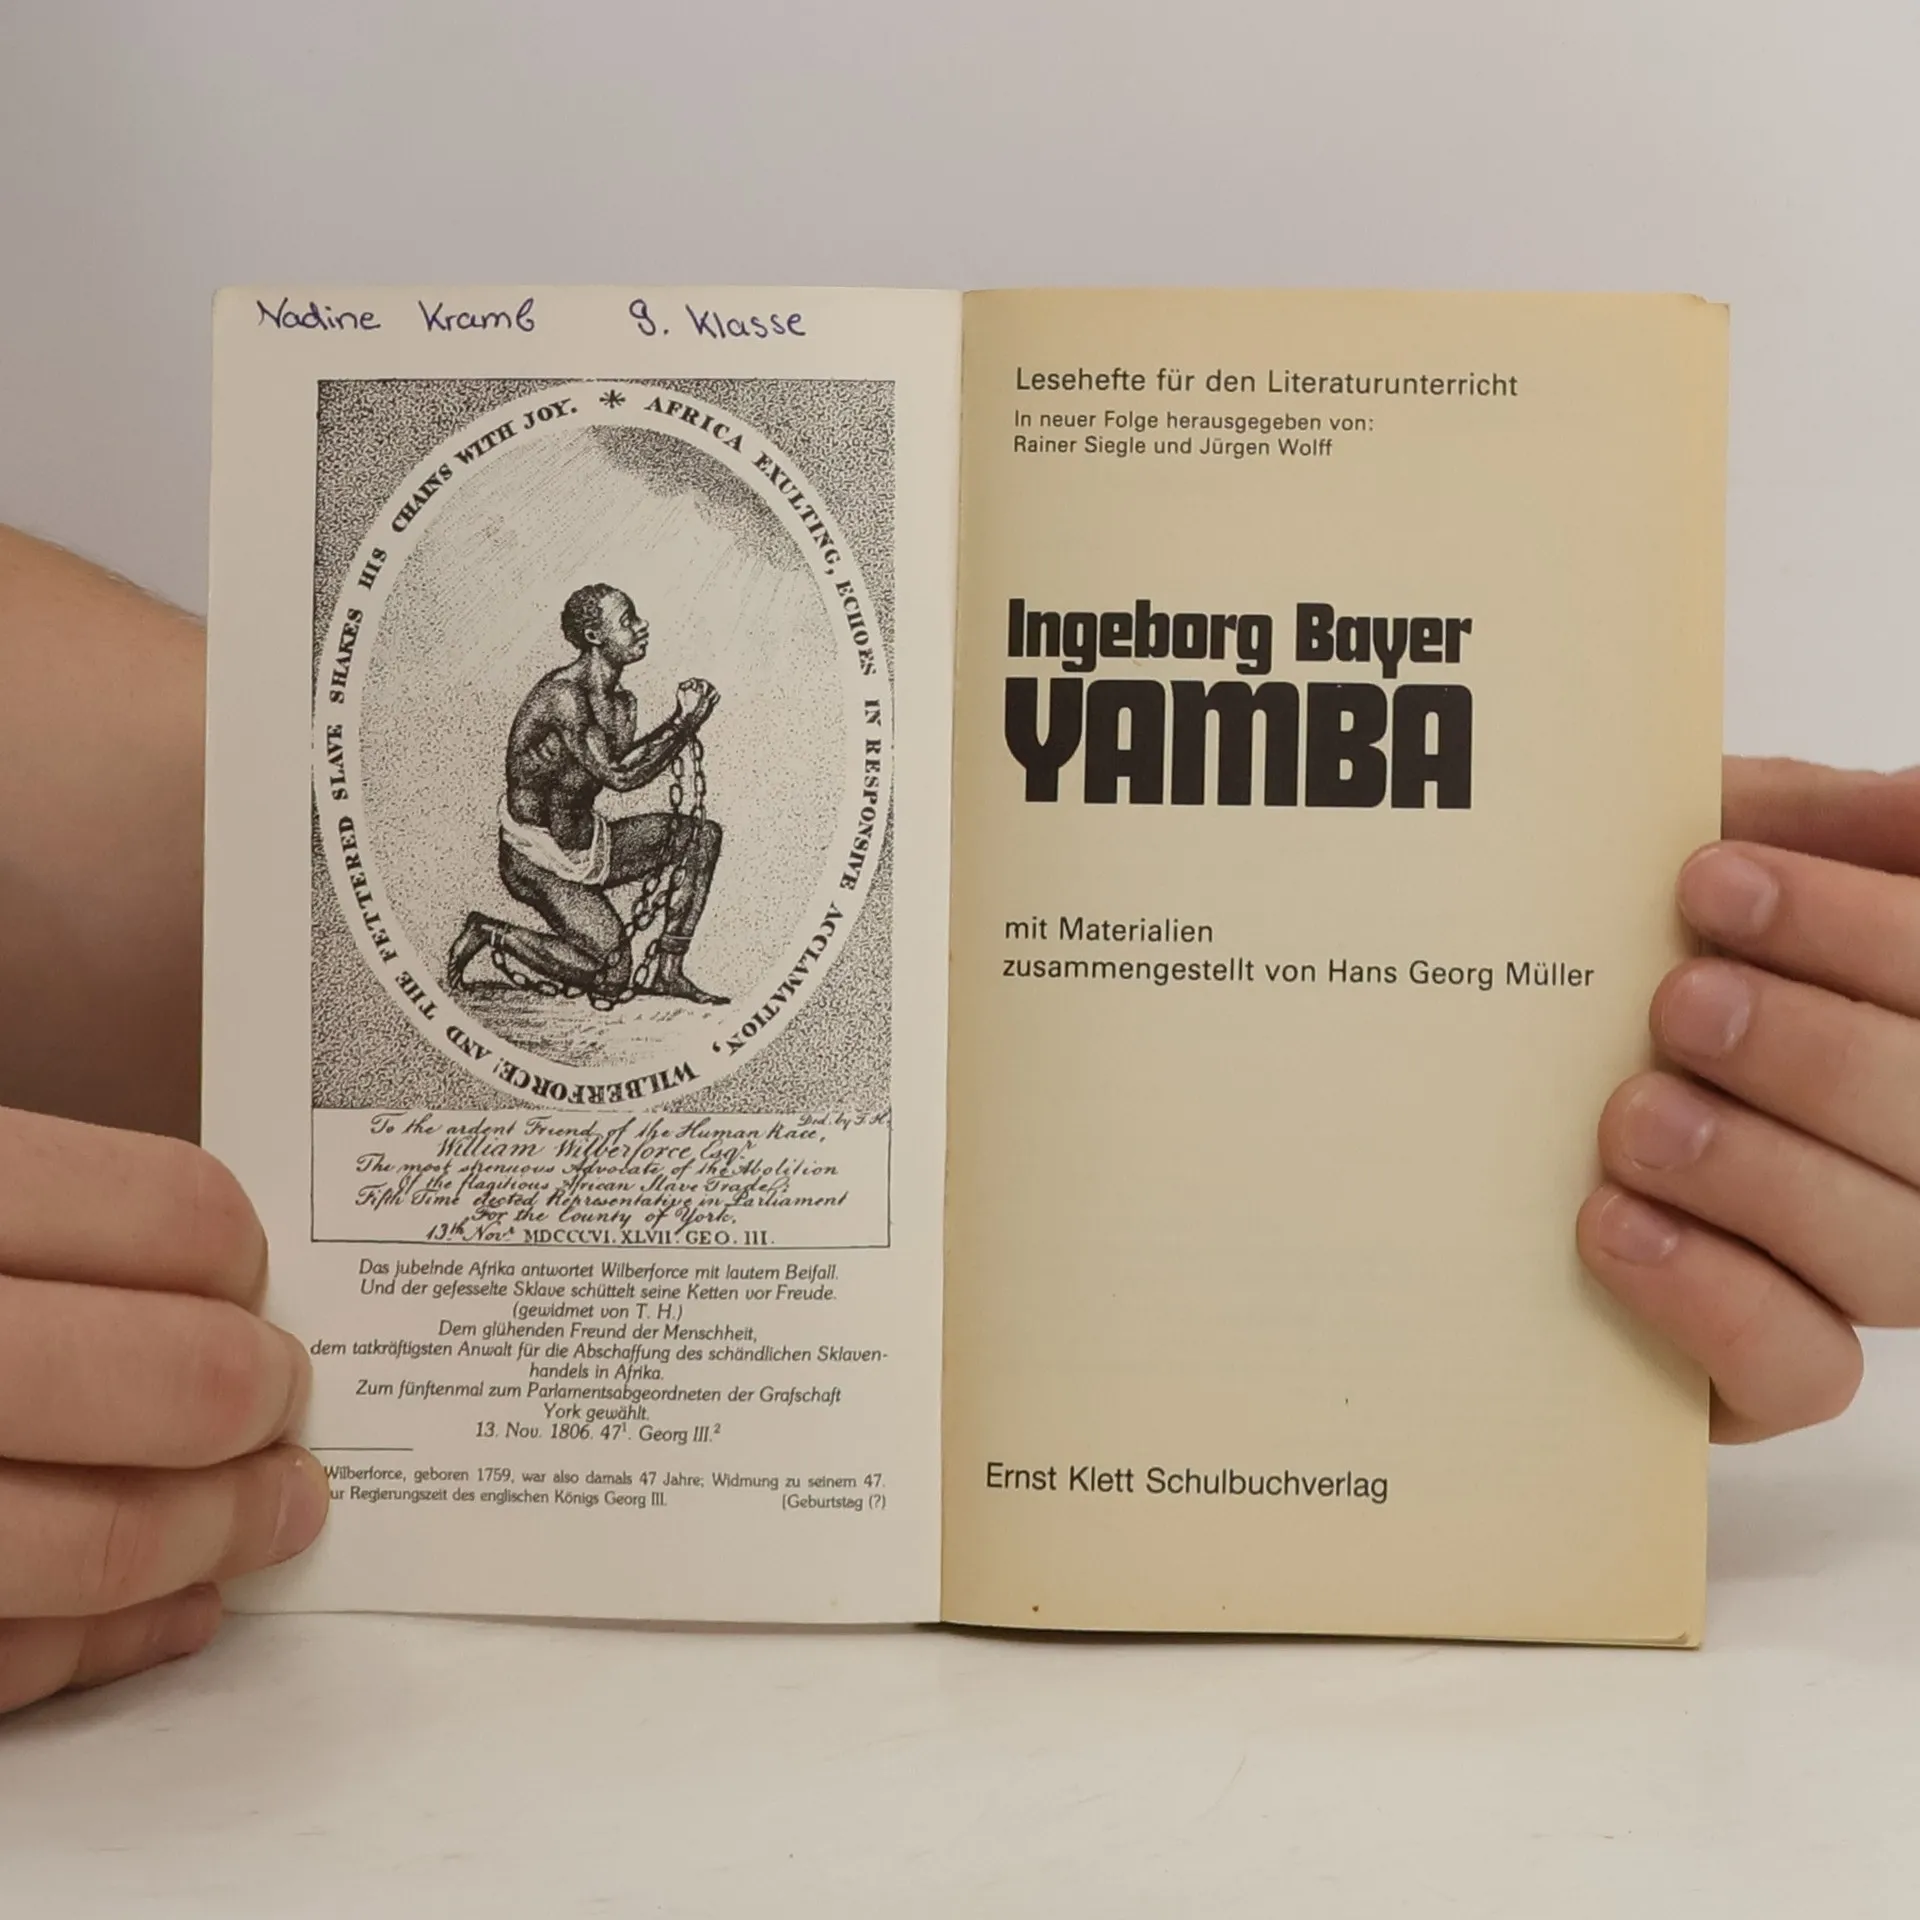 Nadine Kramb 9. Klasse
* AFRICA EXULTING, ECHOES IN RESPONSIVE ACCLAMATION, WILBERFORCE! AND THE FETTERED SLAVE SHAKES HIS CHAINS WITH JOY.
Ded. by T. H.
To the ardent Friend of the Human Race,
William Wilberforce Esqr.
The most strenuous Advocate of the Abolition
Of the flagitious African Slave Trade;
Fifth Time elected Representative in Parliament
For the County of York.
13th Novr MDCCCVI. XLVII. GEO. III.
Das jubelnde Afrika antwortet Wilberforce mit lautem Beifall.
Und der gefesselte Sklave schüttelt seine Ketten vor Freude.
(gewidmet von T. H.)
Dem glühenden Freund der Menschheit,
dem tatkräftigsten Anwalt für die Abschaffung des schändlichen Sklaven-
handels in Afrika.
Zum fünftenmal zum Parlamentsabgeordneten der Grafschaft
York gewählt.
13. Nov. 1806. 47¹. Georg III.²
Wilberforce, geboren 1759, war also damals 47 Jahre; Widmung zu seinem 47.
ur Regierungszeit des englischen Königs Georg III. [Geburtstag (?)
Lesehefte für den Literaturunterricht
In neuer Folge herausgegeben von:
Rainer Siegle und Jürgen Wolff
Ingeborg Bayer
YAMBA
mit Materialien
zusammengestellt von Hans Georg Müller
Ernst Klett Schulbuchverlag